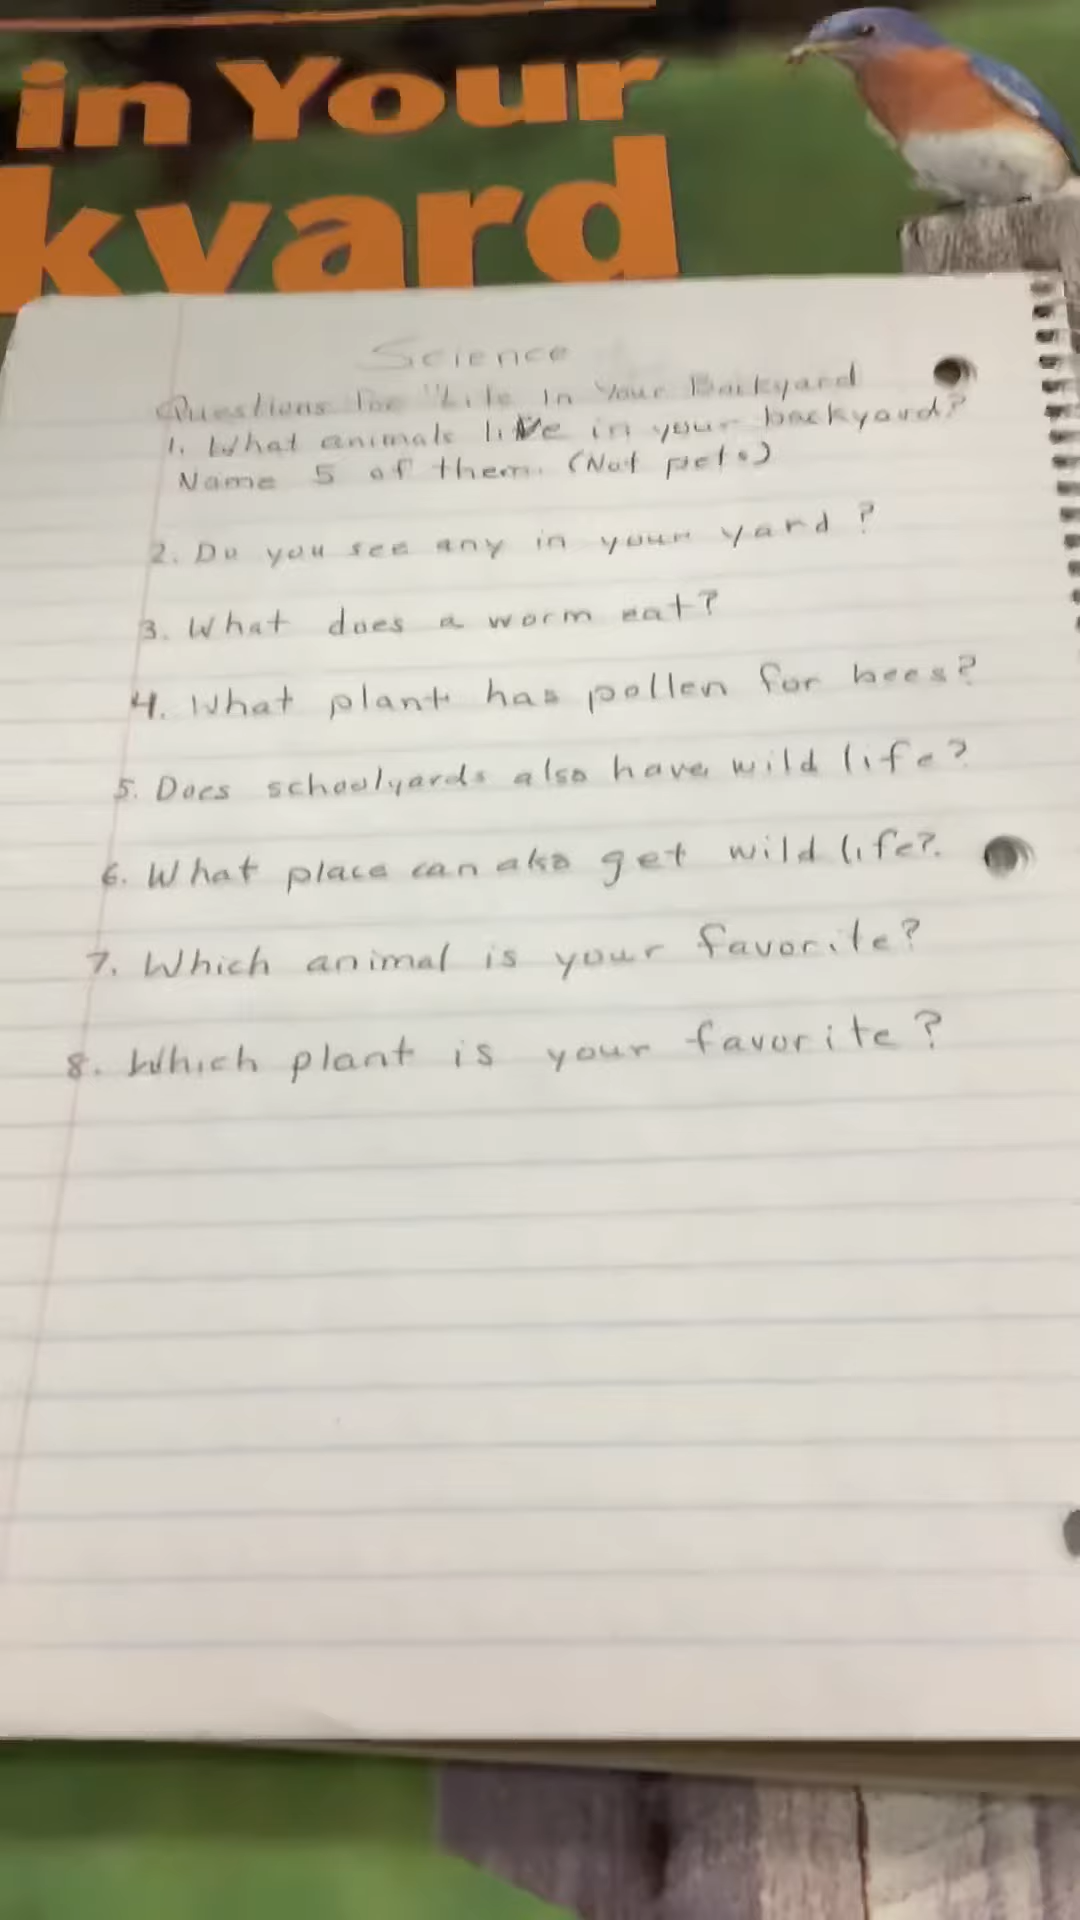 in Your
kyard
Science
Questions for "Life In Your Backyard
1. What animals live in your backyard?
Name 5 of them. (Not pets)
2. Do you see any in your yard?
3. What does a worm eat?
4. What plant has pollen for bees?
5. Does schoolyards also have wild life?
6. What place can also get wild life?.
7. Which animal is your favorite?
8. Which plant is your favorite?